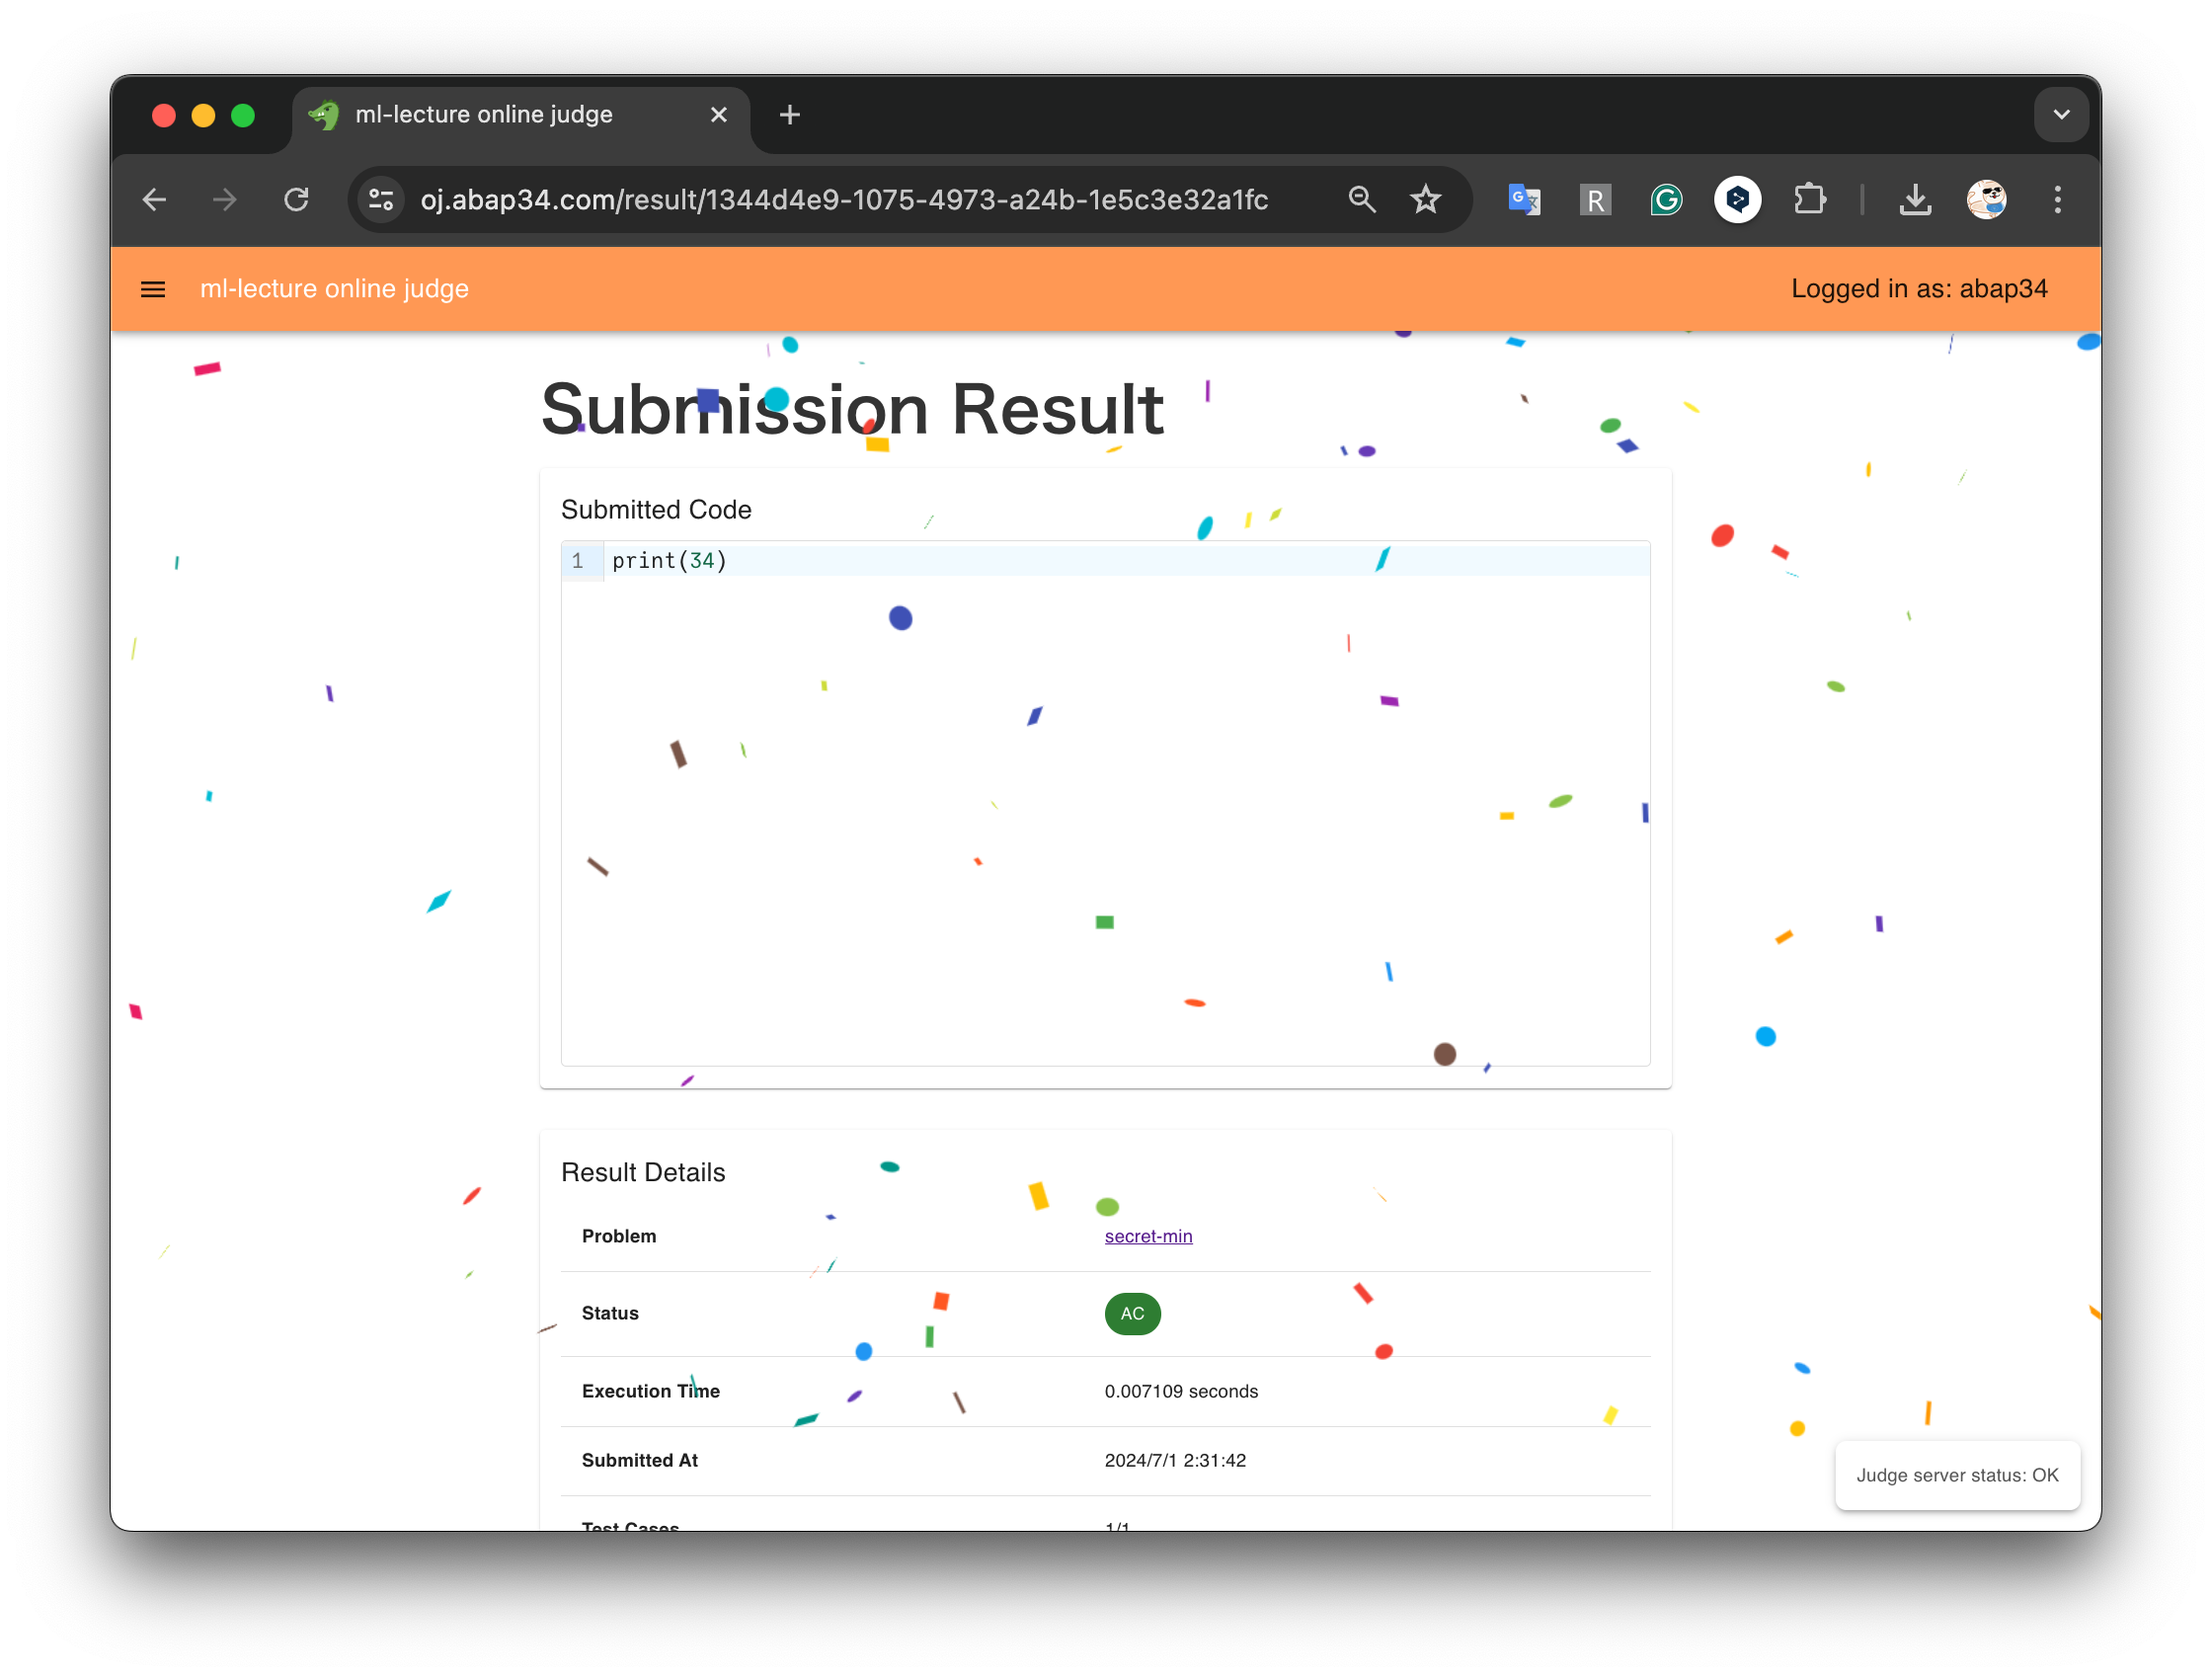 ml-lecture online judge
oj.abap34.com/result/1344d4e9-1075-4973-a24b-1e5c3e32a1fc
ml-lecture online judge
Logged in as: abap34
Submission Result
Submitted Code
1 print(34)
Result Details
Problem secret-min
Status AC
Execution Time 0.007109 seconds
Submitted At 2024/7/1 2:31:42
Judge server status: OK
Test Cases 1/1